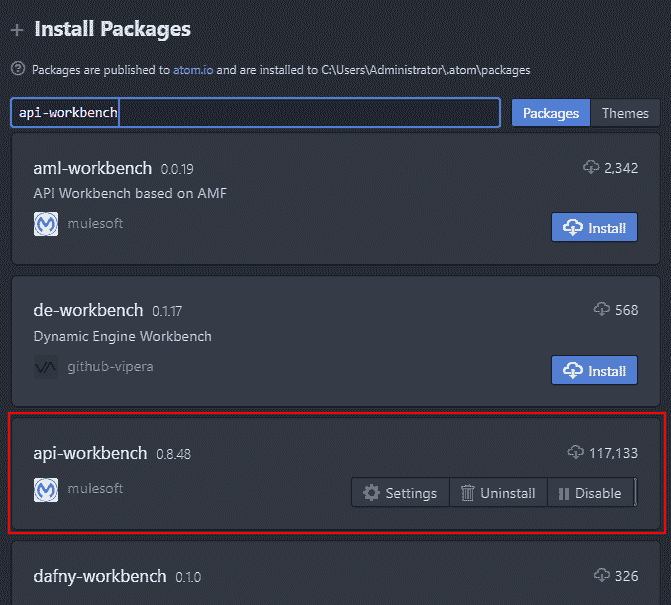 Install Packages
Packages are published to atom.io and are installed to C:\Users\Administrator\.atom\packages
api-workbench
Packages Themes
aml-workbench 0.0.19 2,342
API Workbench based on AMF
mulesoft
Install
de-workbench 0.1.17 568
Dynamic Engine Workbench
github-vipera
Install
api-workbench 0.8.48 117,133
mulesoft
Settings Uninstall Disable
dafny-workbench 0.1.0 326